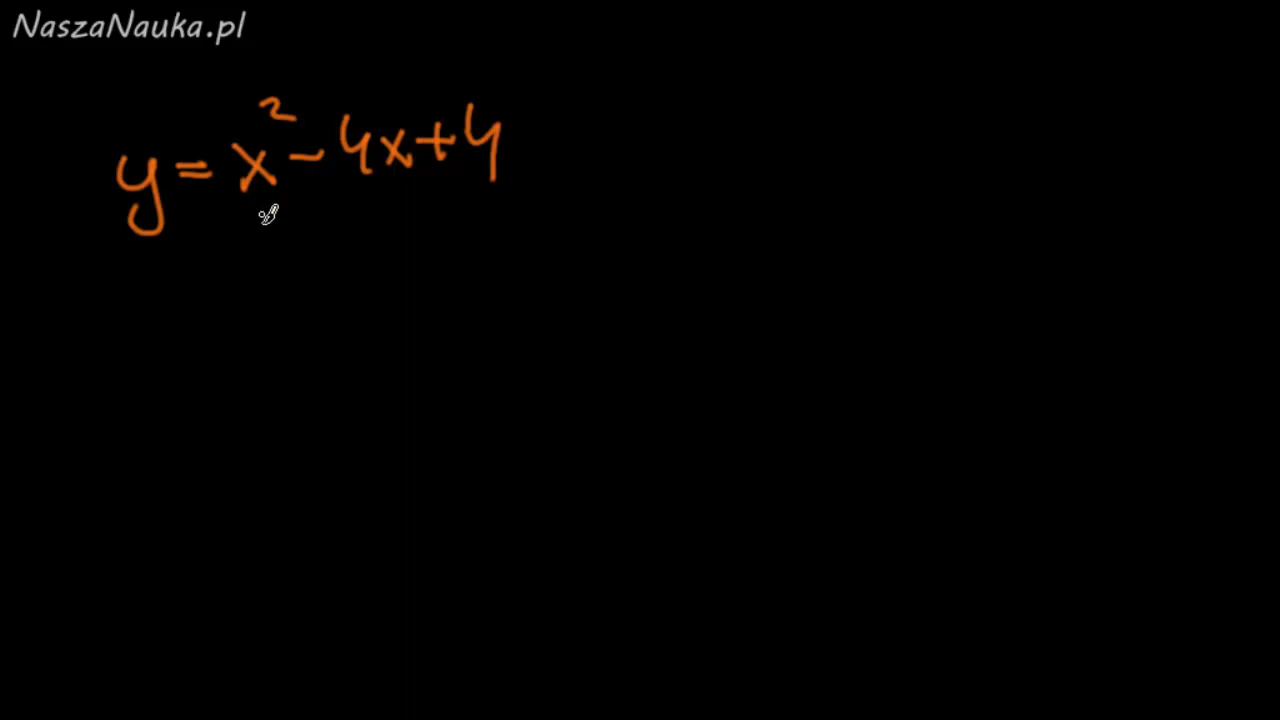 NaszaNauka.pl
y = x² - 4x + 4